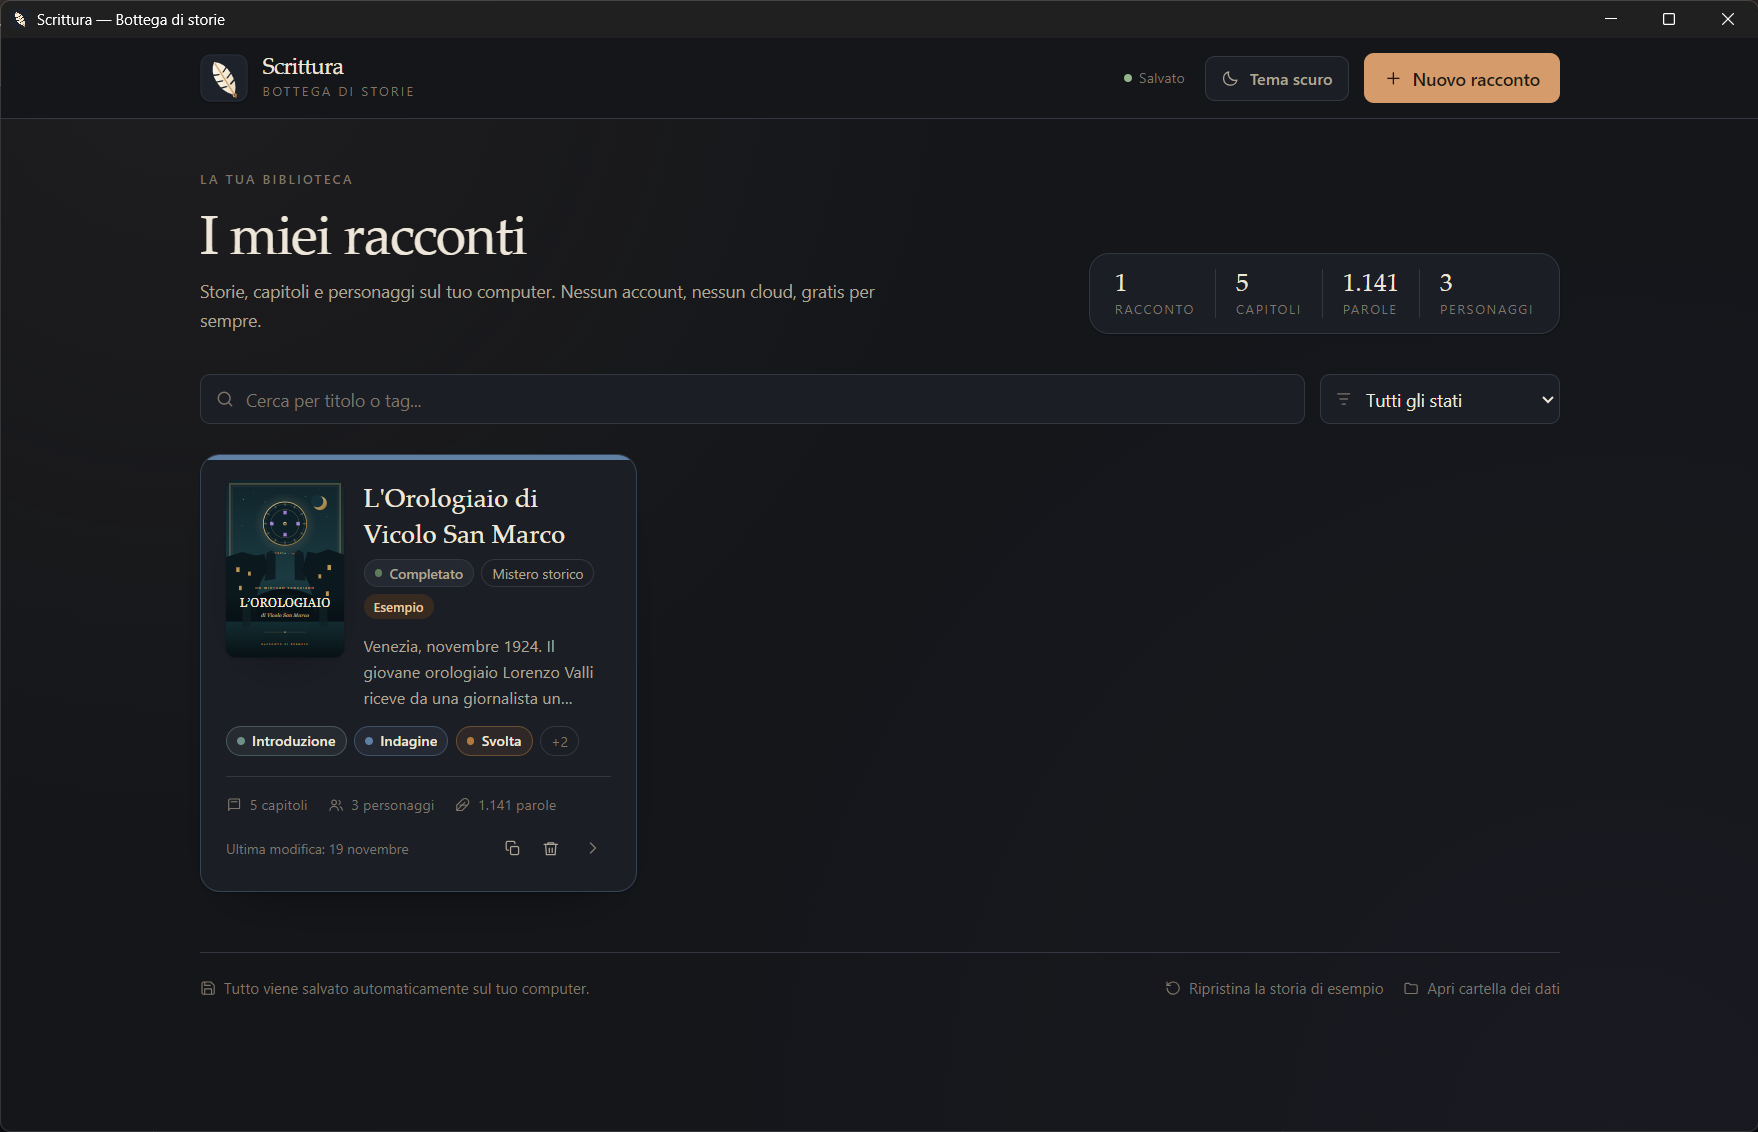 Scrittura — Bottega di storie
Scrittura
BOTTEGA DI STORIE
Salvato
Tema scuro
Nuovo racconto
LA TUA BIBLIOTECA
I miei racconti
Storie, capitoli e personaggi sul tuo computer. Nessun account, nessun cloud, gratis per
sempre.
1
RACCONTO
5
CAPITOLI
1.141
PAROLE
3
PERSONAGGI
Cerca per titolo o tag...
Tutti gli stati
L'OROLOGIAIO
di Vicolo San Marco
L'Orologiaio di
Vicolo San Marco
Completato
Mistero storico
Esempio
Venezia, novembre 1924. Il
giovane orologiaio Lorenzo Valli
riceve da una giornalista un...
Introduzione
Indagine
Svolta
+2
5 capitoli
3 personaggi
1.141 parole
Ultima modifica: 19 novembre
Tutto viene salvato automaticamente sul tuo computer.
Ripristina la storia di esempio
Apri cartella dei dati